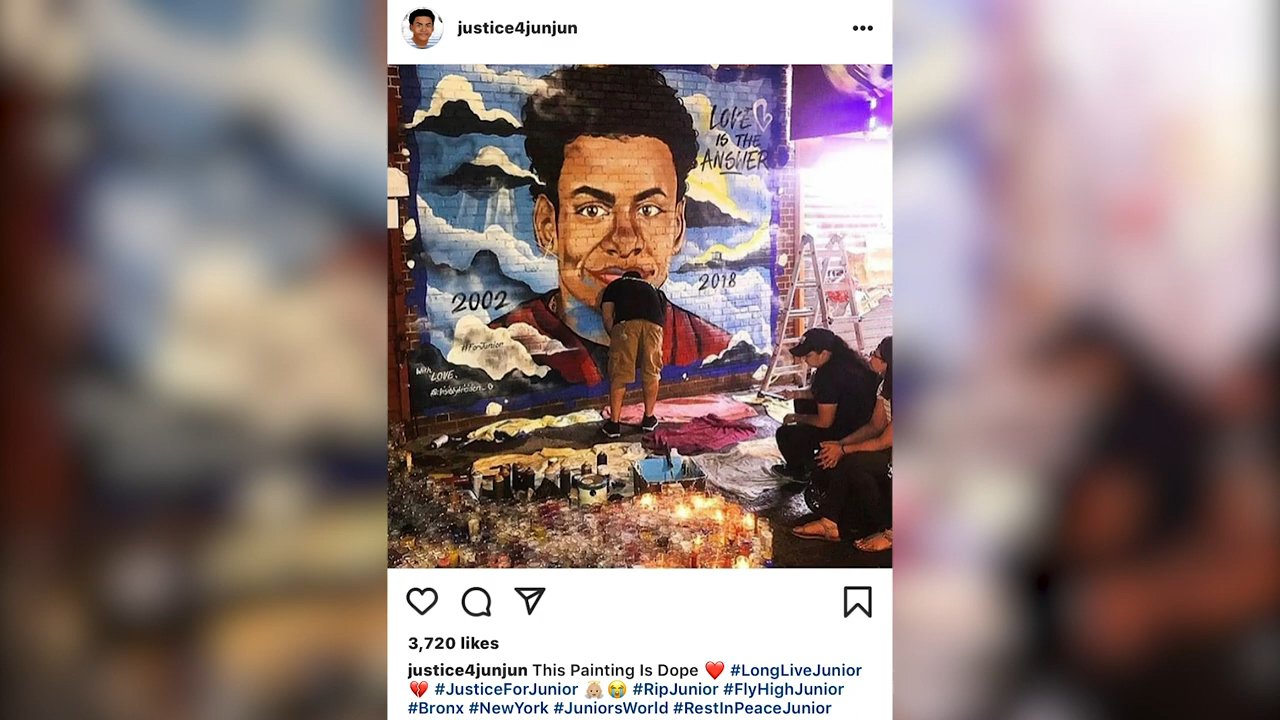 justice4junjun
LOVE
IS THE
ANSWER
2002
2018
#ForJunior
With
LOVE.
3,720 likes
justice4junjun This Painting Is Dope ❤️ #LongLiveJunior
💔 #JusticeForJunior 👼🏼😭 #RipJunior #FlyHighJunior
#Bronx #NewYork #JuniorsWorld #RestInPeaceJunior